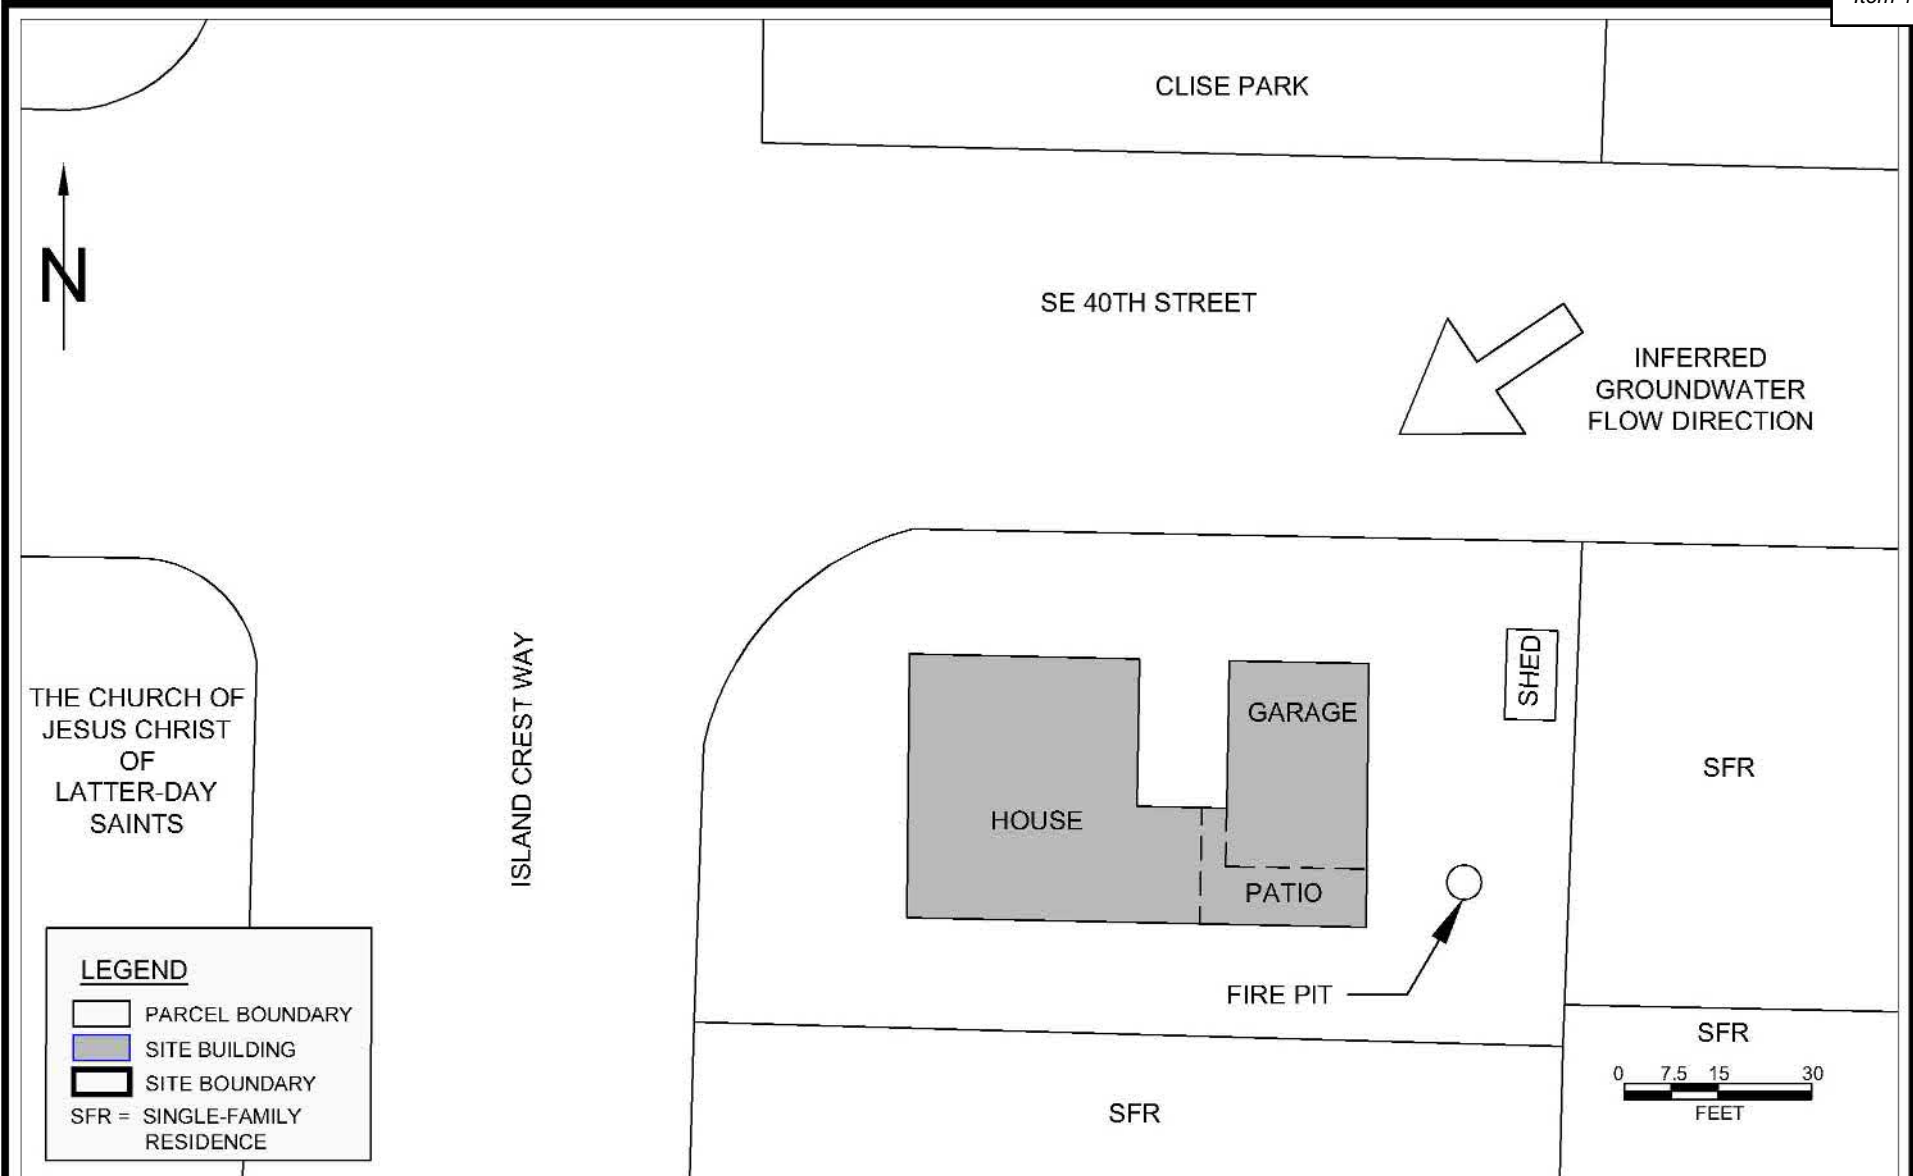 CLISE PARK
N
SE 40TH STREET
INFERRED
GROUNDWATER
FLOW DIRECTION
THE CHURCH OF
JESUS CHRIST
OF
LATTER-DAY
SAINTS
ISLAND CREST WAY
SHED
GARAGE
HOUSE
PATIO
SFR
FIRE PIT
LEGEND
PARCEL BOUNDARY
SITE BUILDING
SITE BOUNDARY
SFR = SINGLE-FAMILY
RESIDENCE
SFR
SFR
0 7.5 15 30
FEET